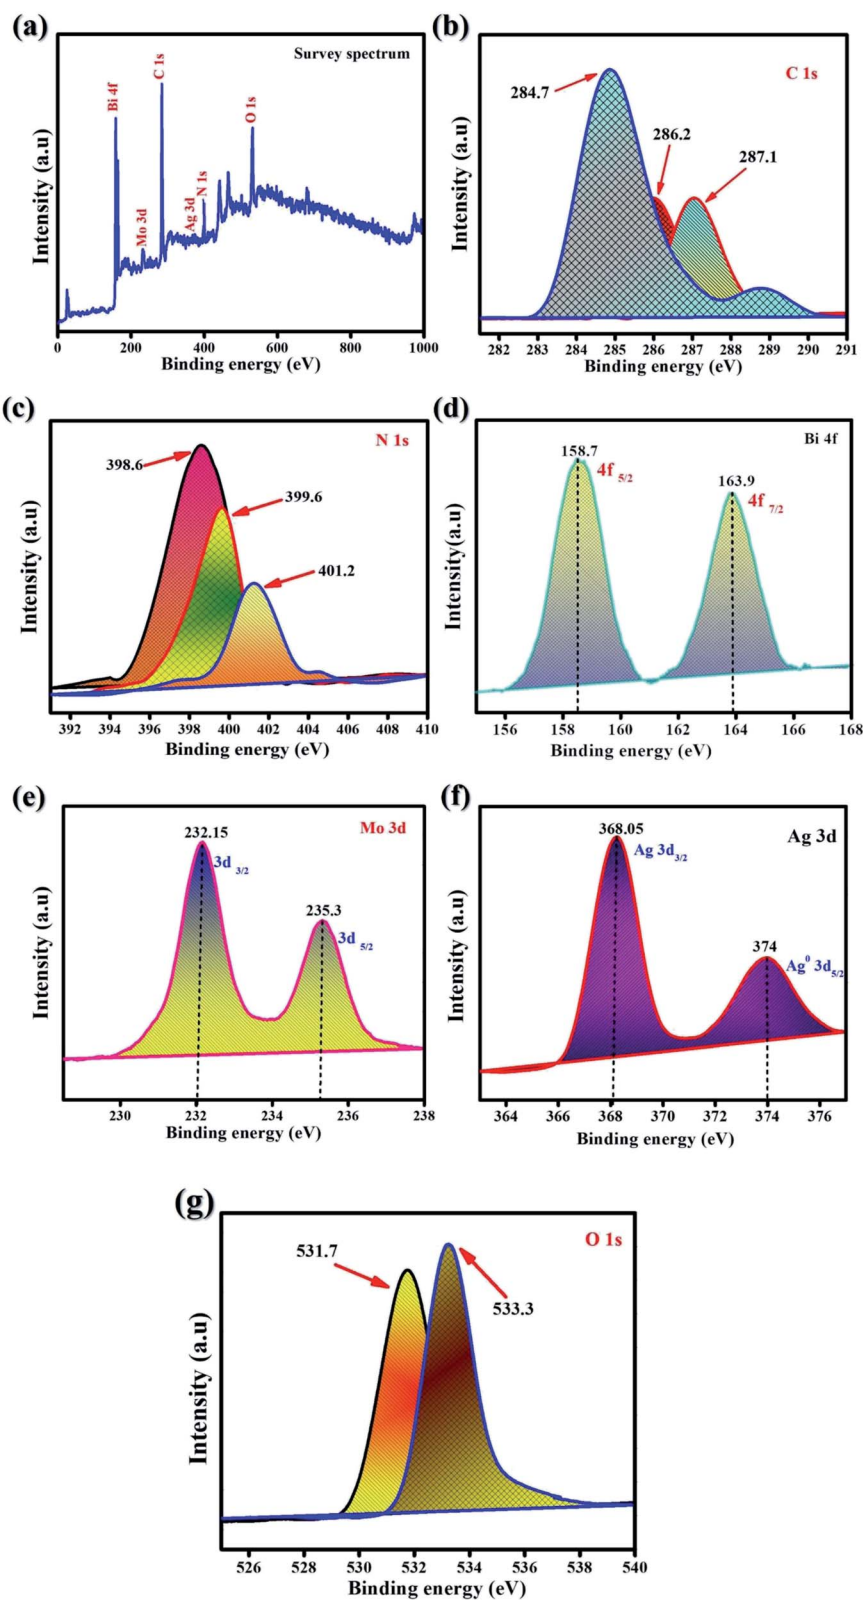 (a)
Survey spectrum
Bi 4f
Mo 3d
C 1s
Ag 3d
N 1s
O 1s
Intensity (a.u)
0 200 400 600 800 1000
Binding energy (eV)
(b)
C 1s
284.7
286.2
287.1
Intensity (a.u)
282 283 284 285 286 287 288 289 290 291
Binding energy (eV)
(c)
N 1s
398.6
399.6
401.2
Intensity (a.u)
392 394 396 398 400 402 404 406 408 410
Binding energy (eV)
(d)
Bi 4f
158.7
4f 5/2
163.9
4f 7/2
Intensity(a.u)
156 158 160 162 164 166 168
Binding energy (eV)
(e)
Mo 3d
232.15
3d 3/2
235.3
3d 5/2
Intensity (a.u)
230 232 234 236 238
Binding energy (eV)
(f)
Ag 3d
368.05
Ag 3d3/2
374
Ag0 3d5/2
Intensity (a.u)
364 366 368 370 372 374 376
Binding energy (eV)
(g)
O 1s
531.7
533.3
Intensity (a.u)
526 528 530 532 534 536 538 540
Binding energy (eV)